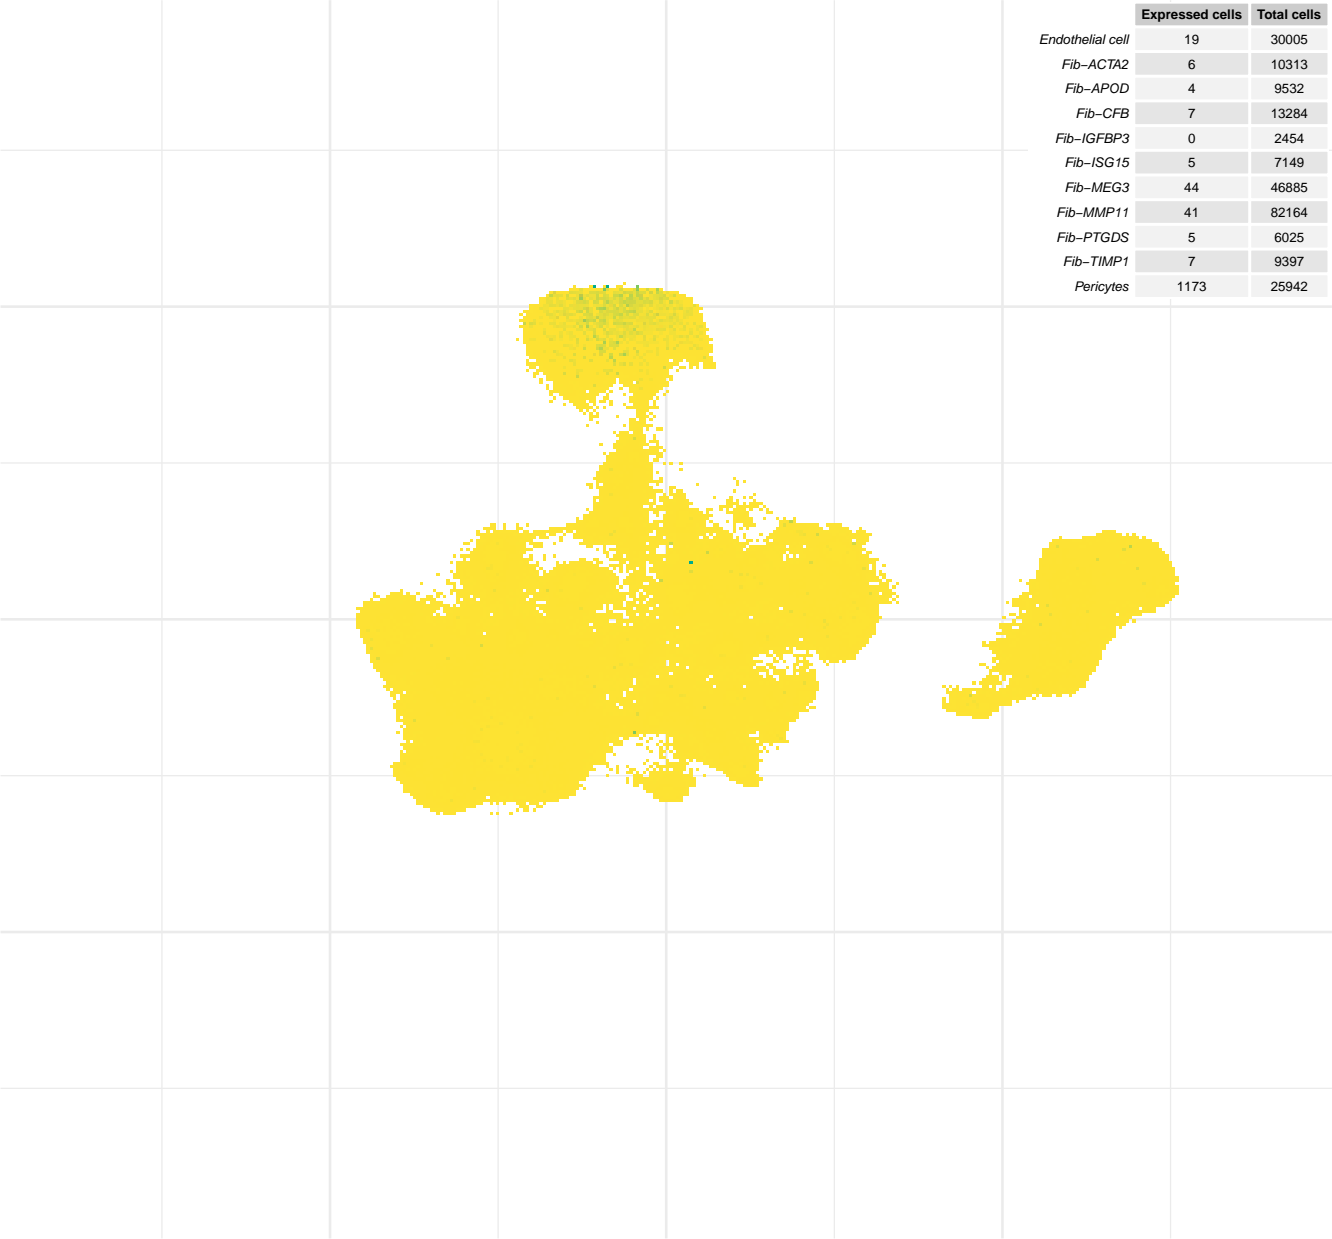 Expressed cells Total cells
Endothelial cell 19 30005
Fib−ACTA2 6 10313
Fib−APOD 4 9532
Fib−CFB 7 13284
Fib−IGFBP3 0 2454
Fib−ISG15 5 7149
Fib−MEG3 44 46885
Fib−MMP11 41 82164
Fib−PTGDS 5 6025
Fib−TIMP1 7 9397
Pericytes 1173 25942